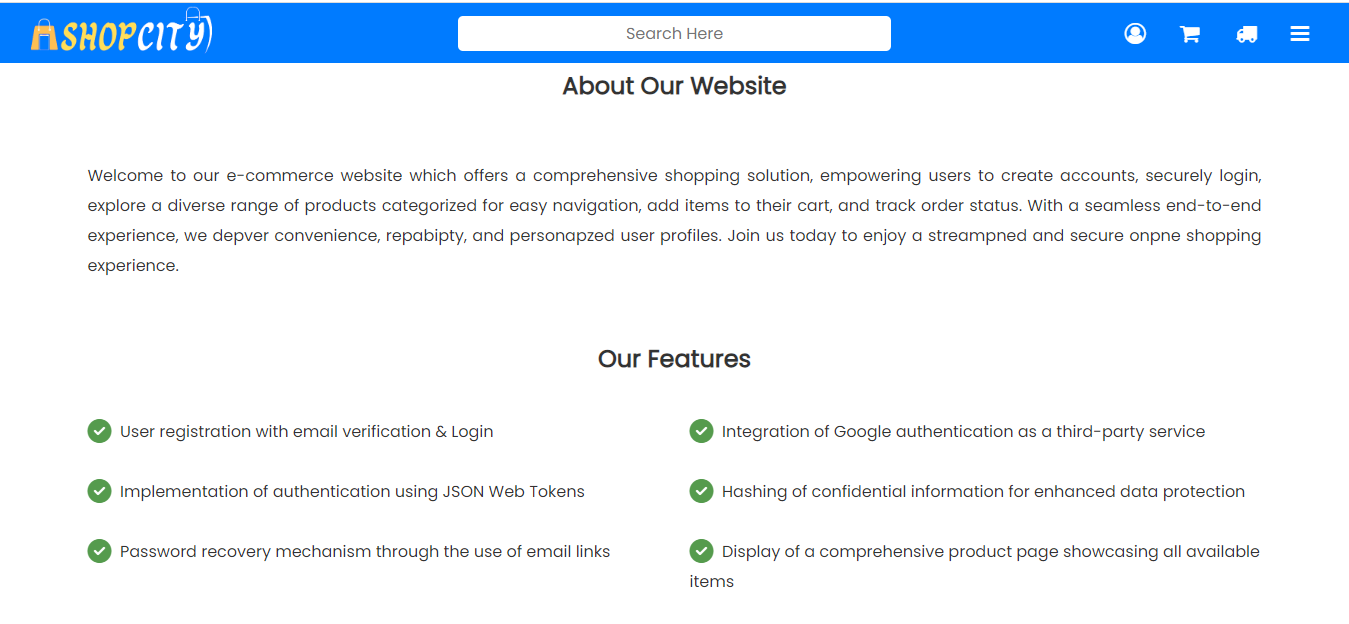 SHOPCITY
Search Here
About Our Website
Welcome to our e-commerce website which offers a comprehensive shopping solution, empowering users to create accounts, securely login,
explore a diverse range of products categorized for easy navigation, add items to their cart, and track order status. With a seamless end-to-end
experience, we depver convenience, repabipty, and personapzed user profiles. Join us today to enjoy a streampned and secure onpne shopping
experience.
Our Features
User registration with email verification & Login
Integration of Google authentication as a third-party service
Implementation of authentication using JSON Web Tokens
Hashing of confidential information for enhanced data protection
Password recovery mechanism through the use of email links
Display of a comprehensive product page showcasing all available
items